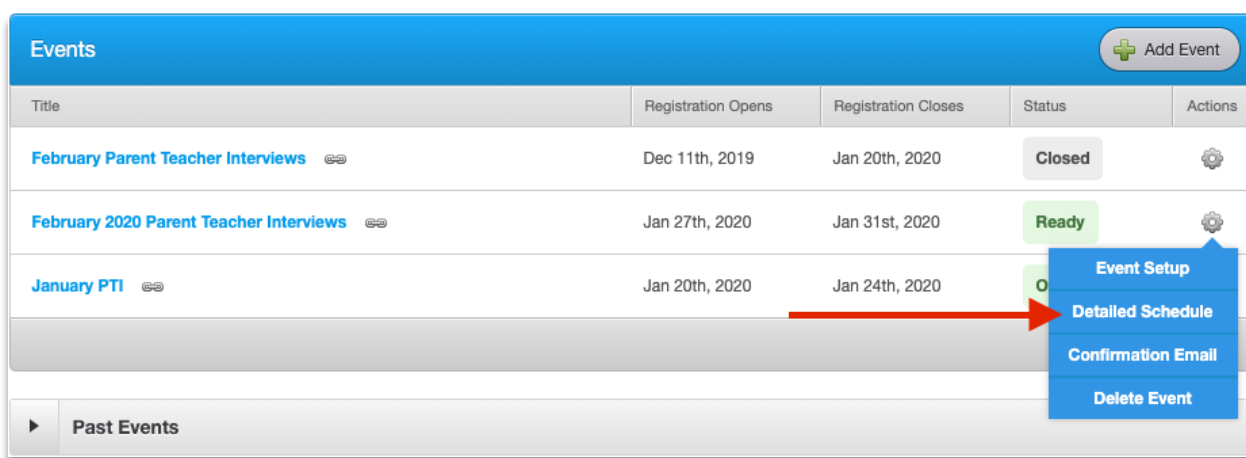 Events
Add Event
Title Registration Opens Registration Closes Status Actions
February Parent Teacher Interviews Dec 11th, 2019 Jan 20th, 2020 Closed
February 2020 Parent Teacher Interviews Jan 27th, 2020 Jan 31st, 2020 Ready
Event Setup
January PTI Jan 20th, 2020 Jan 24th, 2020
Detailed Schedule
Confirmation Email
Delete Event
Past Events